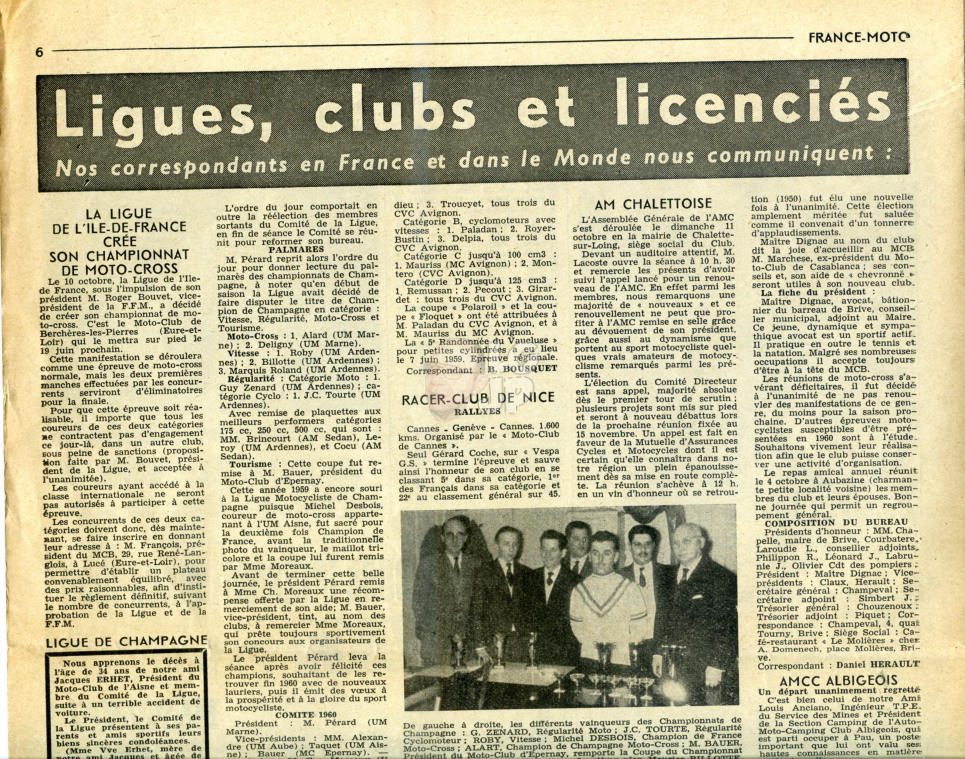 6
FRANCE-MOTO
Ligues, clubs et licenciés
Nos correspondants en France et dans le Monde nous communiquent :
LA LIGUE
DE L'ILE-DE-FRANCE
CRÉE
SON CHAMPIONNAT
DE MOTO-CROSS
Le 10 octobre, la Ligue de l'Ile-
de France, sous l'impulsion de son
président M. Roger Bouvet, vice-
président de la F.F.M., a décidé
de créer son championnat de mo-
to-cross. C'est le Moto-Club de
Berchères-les-Pierres (Eure-et-
Loir) qui le mettra sur pied le
19 juin prochain.
Cette manifestation se déroulera
comme une épreuve de moto-cross
normale, mais les deux premières
manches effectuées par les concur-
rents serviront d'éliminatoires
pour la finale.
Pour que cette épreuve soit réa-
lisable, il importe que tous les
coureurs de ces deux catégories
ne contractent pas d'engagement
ce jour-là, dans un autre club,
sous peine de sanctions (proposi-
tion faite par M. Bouvet, prési-
dent de la Ligue, et acceptée à
l'unanimité).
Les coureurs ayant accédé à la
classe internationale ne seront
pas autorisés à participer à cette
épreuve.
Les concurrents de ces deux ca-
tégories doivent donc, dès mainte-
nant, se faire inscrire en donnant
leur adresse à : M. François, pré-
sident du MCB, 29, rue René-Lan-
glois, à Lucé (Eure-et-Loir), pour
permettre d'établir un plateau
convenablement équilibré, avec
des prix raisonnables, afin d'insti-
tuer le règlement définitif, suivant
le nombre de concurrents, à l'ap-
probation de la Ligue et de la
F.F.M.
LIGUE DE CHAMPAGNE
Nous apprenons le décès à
l'âge de 34 ans de notre ami
Jacques ERHET, Président du
Moto-Club de l'Aisne et mem-
bre du Comité de la Ligue,
suite à un terrible accident de
voiture.
Le Président, le Comité de
la Ligue présentent à ses pa-
rents et amis sportifs leurs
bien sincères condoléances.
(Mme Vve Erhet, mère de
notre ami Jacques et âgée de
L'ordre du jour comportait en
outre la réélection des membres
sortants du Comité de la Ligue,
en fin de séance le Comité se réu-
nit pour reformer son bureau.
PALMARES
M. Pérard reprit alors l'ordre du
jour pour donner lecture du pal-
marès des championnats de Cham-
pagne, à noter qu'en début de
saison la Ligue avait décidé de
faire disputer le titre de Cham-
pion de Champagne en catégorie :
Vitesse, Régularité, Moto-Cross et
Tourisme.
Moto-Cross : 1. Alard (UM Mar-
ne) ; 2. Deligny (UM Marne).
Vitesse : 1. Roby (UM Arden-
nes) ; 2. Billotte (UM Ardennes) ;
3. Marquis Roland (UM Ardennes).
Régularité : Catégorie Moto : 1.
Guy Zenard (UM Ardennes) ; ca-
tégorie Cyclo : 1. J.C. Tourte (UM
Ardennes).
Avec remise de plaquettes aux
meilleurs performers catégories
175 cc, 250 cc, 500 cc, qui sont :
MM. Brincourt (AM Sedan), Le-
roy (UM Ardennes), et Cocu (AM
Sedan).
Tourisme : Cette coupe fut re-
mise à M. Bauer, président du
Moto-Club d'Epernay.
Cette année 1959 a encore souri
à la Ligue Motocycliste de Cham-
pagne puisque Michel Desbois,
coureur de moto-cross apparte-
nant à l'UM Aisne, fut sacré pour
la deuxième fois Champion de
France, avant la traditionnelle
photo du vainqueur, le maillot tri-
colore et la coupe lui furent remis
par Mme Moreaux.
Avant de terminer cette belle
journée, le président Pérard remis
à Mme Ch. Moreaux une récom-
pense offerte par la Ligue en re-
merciement de son aide; M. Bauer,
vice-président, tint, au nom des
clubs, à remercier Mme Moreaux,
qui prête toujours sportivement
son concours aux organisateurs de
la Ligue.
Le président Pérard leva la
séance après avoir félicité ces
champions, souhaitant de les re-
trouver fin 1960 avec de nouveaux
lauriers, puis il émit des vœux à
la prospérité et à la gloire du sport
motocycliste.
COMITE 1960
Président : M. Pérard (UM
Marne).
Vice-présidents : MM. Alexan-
dre (UM Aube) ; Taquet (UM Ais-
ne) ; Bauer (MC Epernay). —
dieu ; 3. Troucyet, tous trois du
CVC Avignon.
Catégorie B, cyclomoteurs avec
vitesses : 1. Paladan ; 2. Royer-
Bustin ; 3. Delpia, tous trois du
CVC Avignon.
Catégorie C jusqu'à 100 cm3 :
1. Mauriss (MC Avignon) ; 2. Mon-
tero (CVC Avignon).
Catégorie D jusqu'à 125 cm3 :
1. Remussan ; 2. Pecout ; 3. Girar-
det : tous trois du CVC Avignon.
La coupe « Polaroil » et la cou-
pe « Floquet » ont été attribuées à
M. Paladan du CVC Avignon, et à
M. Mauriss du MC Avignon.
La « 5e Randonnée du Vaucluse »
pour petites cylindrées a eu lieu
le 7 juin 1959. Epreuve régionale.
Correspondant : B. BOUSQUET
RACER-CLUB DE NICE
RALLYES
Cannes - Genève - Cannes. 1.600
kms. Organisé par le « Moto-Club
de Cannes ».
Seul Gérard Coche, sur « Vespa
G.S. » termine l'épreuve et sauve
ainsi l'honneur de son club en se
classant 5e dans sa catégorie, 1er
des Français dans sa catégorie et
22e au classement général sur 45.
AM CHALETTOISE
L'Assemblée Générale de l'AMC
s'est déroulée le dimanche 11
octobre en la mairie de Chalette-
sur-Loing, siège social du Club.
Devant un auditoire attentif, M.
Lacoste ouvre la séance à 10 h. 30
et remercie les présents d'avoir
suivi l'appel lancé pour un renou-
veau de l'AMC. En effet parmi les
membres, nous remarquons une
majorité de « nouveaux » et ce
renouvellement ne peut que pro-
fiter à l'AMC remise en selle grâce
au dévouement de son président,
grâce aussi au dynamisme que
portent au sport motocycliste quel-
ques vrais amateurs de motocy-
clisme remarqués parmi les pré-
sents.
L'élection du Comité Directeur
est sans appel, majorité absolue
dès le premier tour de scrutin ;
plusieurs projets sont mis sur pied
et seront à nouveau débattus lors
de la prochaine réunion fixée au
15 novembre. Un appel est fait en
faveur de la Mutuelle d'Assurances
Cycles et Motocycles dont il est
certain qu'elle connaîtra dans no-
tre région un plein épanouisse-
ment dès sa mise en route complè-
te. La réunion s'achève à 12 h.
en un vin d'honneur où se retrou-
De gauche à droite, les différents vainqueurs des Championnats de
Champagne : G. ZENARD, Régularité Moto ; J.C. TOURTE, Régularité
Cyclomoteur ; ROBY, Vitesse ; Michel DESBOIS, Champion de France
Moto-Cross ; ALART, Champion de Champagne Moto-Cross ; M. BAUER,
Président du Moto-Club d'Epernay, remporte la Coupe du Championnat
tion (1950) fut élu une nouvelle
fois à l'unanimité. Cette élection
amplement méritée fut saluée
comme il convenait d'un tonnerre
d'applaudissements.
Maître Dignac au nom du club
dit la joie d'accueillir au MCB
M. Marchese, ex-président du Mo-
to-Club de Casablanca ; ses con-
seils et, son aide de « chevronné »
seront utiles à son nouveau club.
La fiche du président :
Maître Dignac, avocat, bâton-
nier du barreau de Brive, conseil-
ler municipal, adjoint au Maire.
Ce jeune, dynamique et sympa-
thique avocat est un sportif actif.
Il pratique en outre le tennis et
la natation. Malgré ses nombreuses
occupations il accepte toujours
d'être à la tête du MCB.
Les réunions de moto-cross s'a-
vérant déficitaires, il fut décidé
à l'unanimité de ne pas renou-
veler des manifestations de ce gen-
re, du moins pour la saison pro-
chaine. D'autres épreuves moto-
cyclistes susceptibles d'être pré-
sentées en 1960 sont à l'étude.
Souhaitons vivement leur réalisa-
tion afin que le club puisse conser-
ver une activité d'organisation.
Le repas amical annuel réunit
le 4 octobre à Aubazine (charman-
te petite localité voisine) les mem-
bres du club et leurs épouses. Bon-
ne journée qui permit un regrou-
pement général.
COMPOSITION DU BUREAU
Présidents d'honneur : MM. Cha-
pelle, maire de Brive, Courbatere,
Laroudie L., conseiller adjoints,
Philippon R., Léonard J., Labru-
nie J., Olivier Cdt des pompiers ;
Président : Maître Dignac ; Vice-
présidents : Claux, Herault ; Se-
crétaire général : Champeval ; Se-
crétaire adjoint : Simbert J. ;
Trésorier général : Chouzenoux :
Trésorier adjoint : Piquet ; Cor-
respondance : Champeval, 4, quai
Tourny, Brive ; Siège Social : Ca-
fé-restaurant « Le Molières » chez
A. Domenech, place Molières, Bri-
ve.
Correspondant : Daniel HERAULT
AMCC ALBIGEOIS
Un départ unanimement regretté
C'est bien celui de notre Ami
Louis Anciano, Ingénieur T.P.E.
du Service des Mines et Président
de la Section Camping de l'Auto-
Moto-Camping Club Albigeois, qui
est parti occuper à Pau, un poste
important que lui ont valu ses
hautes connaissances en matière